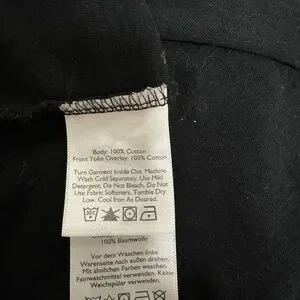 Body: 100% Cotton
Front Yoke Overlay: 100% Cotton
Turn Garment Inside Out. Machine
Wash Cold Separately. Use Mild
Detergent. Do Not Bleach. Do Not
Use Fabric Softeners. Tumble Dry
Low. Cool Iron As Desired.
100% Baumwolle
Vor dem Waschen linke
Warenseite nach außen drehen.
Mit ähnlichen Farben waschen.
Feinwaschmittel verwenden. Keine
Weichspüler verwenden.